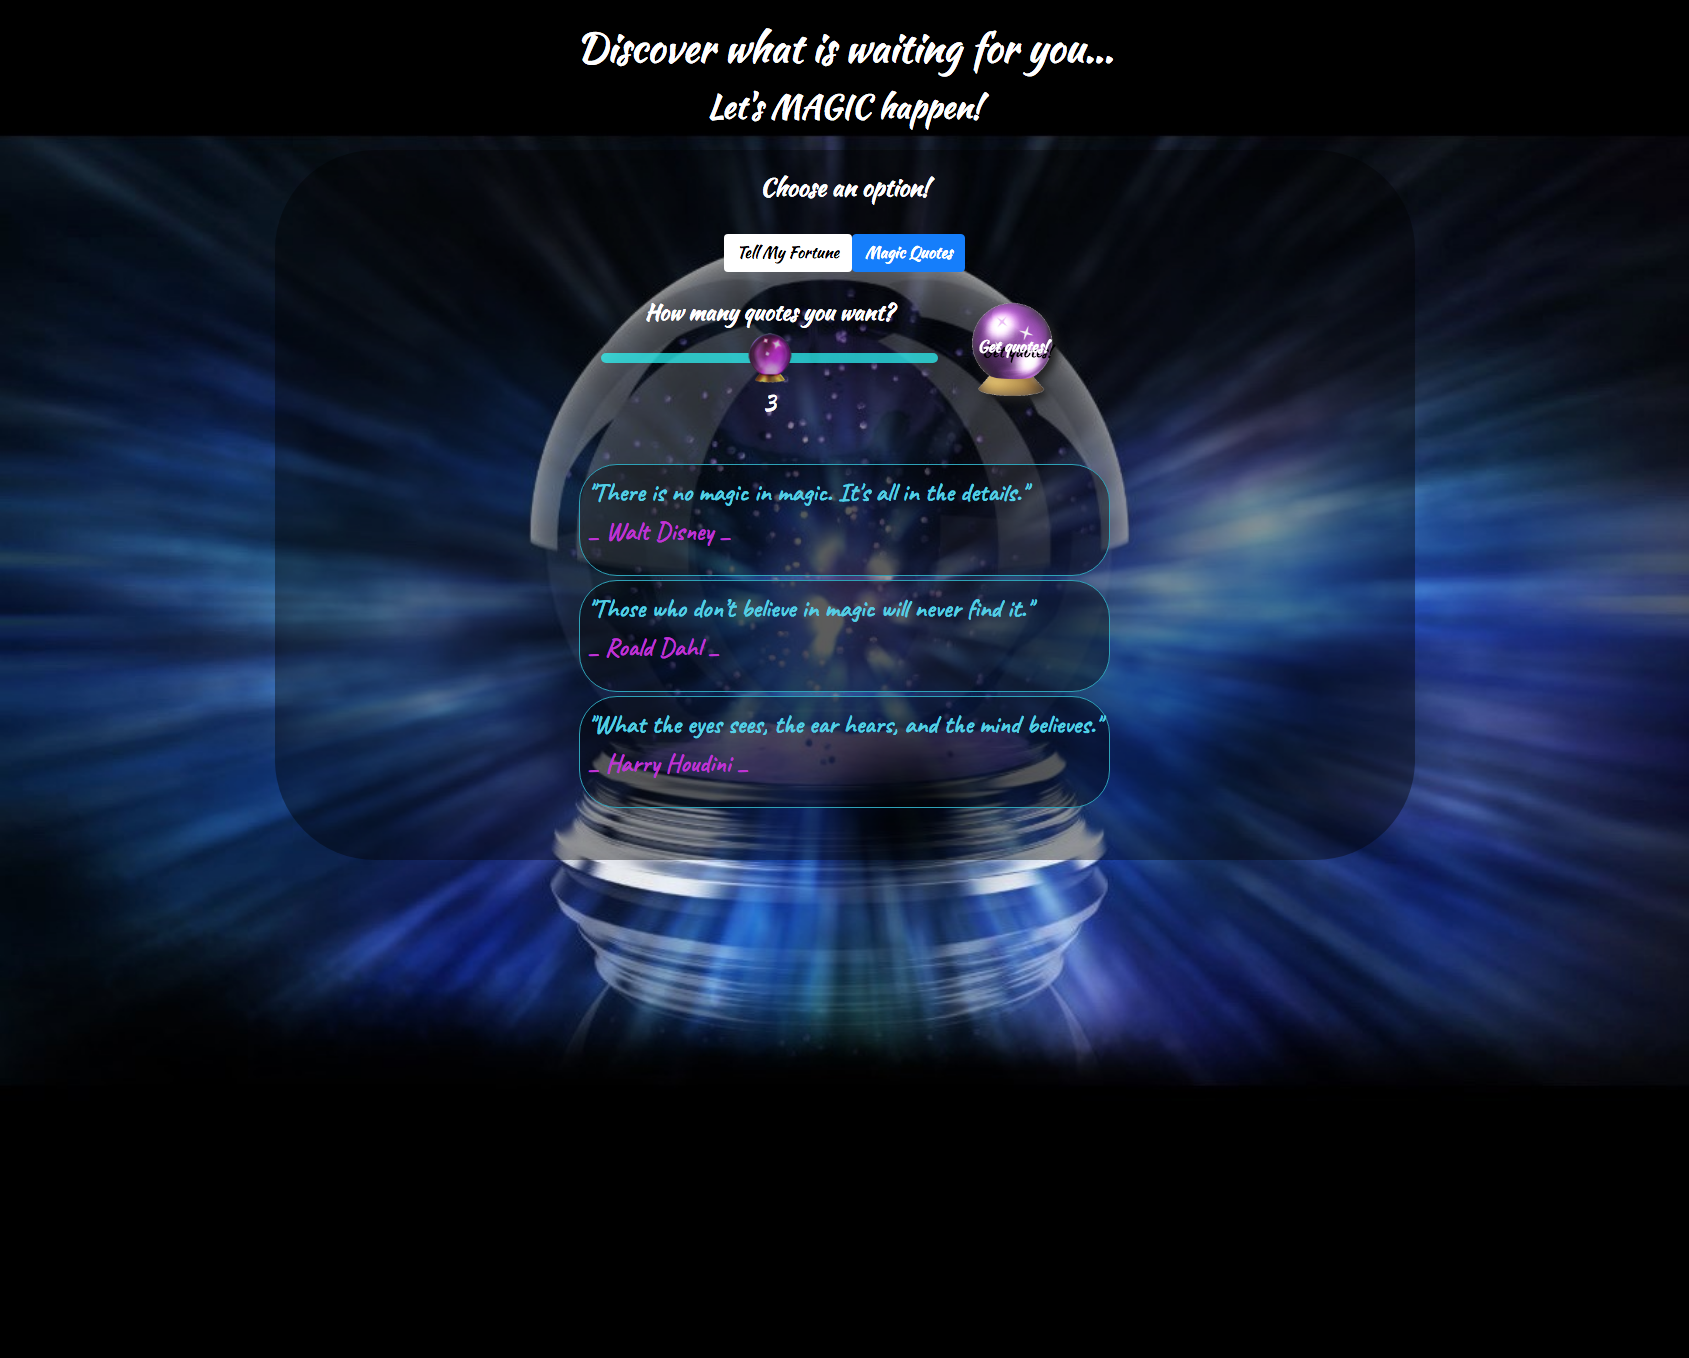 Discover what is waiting for you...
Let's MAGIC happen!
Choose an option!
Tell My Fortune
Magic Quotes
How many quotes you want?
Get quotes!
3
"There is no magic in magic. It's all in the details."
_ Walt Disney _
"Those who don't believe in magic will never find it."
_ Roald Dahl _
"What the eyes sees, the ear hears, and the mind believes."
_ Harry Houdini _